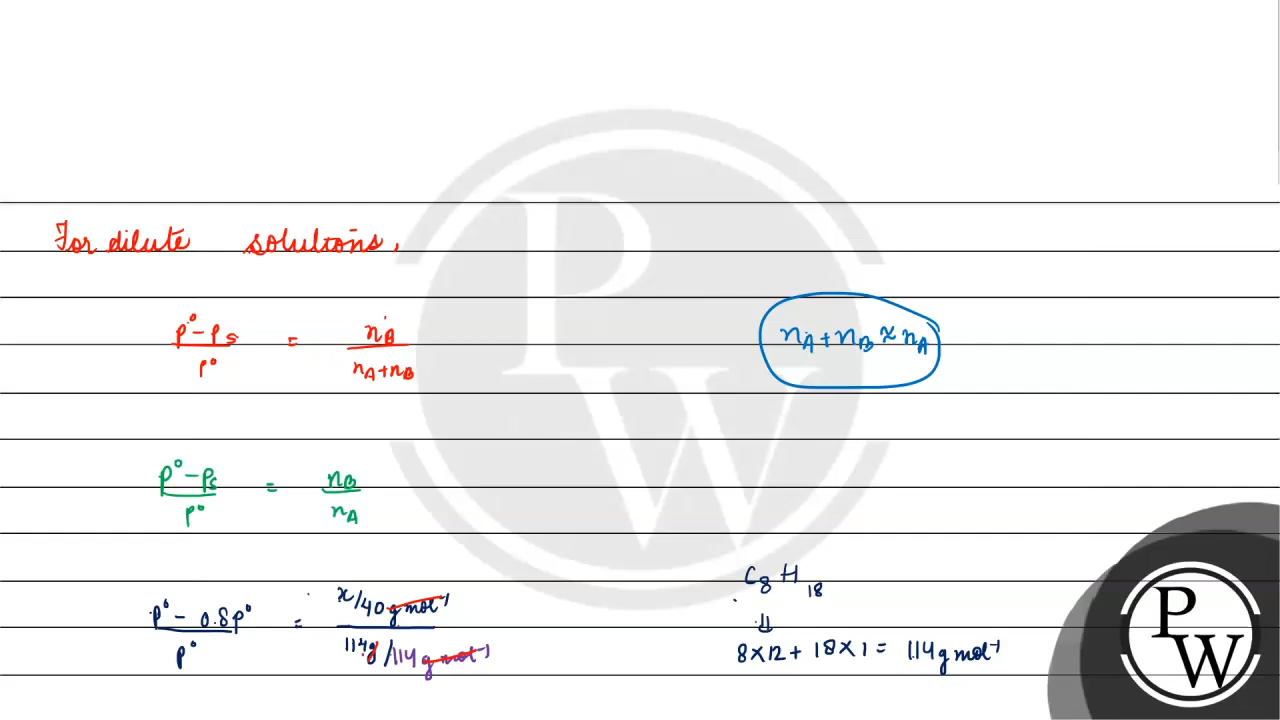 For dilute solutions,
p° - ps / p° = nB / nA + nB
nA + nB ≈ nA
p° - ps / p° = nB / nA
C8H18
⇓
p° - 0.8p° / p° = x/40 g mol⁻¹ / 114g/114 g mol⁻¹
8×12 + 18×1 = 114 g mol⁻¹
P
W
P
W